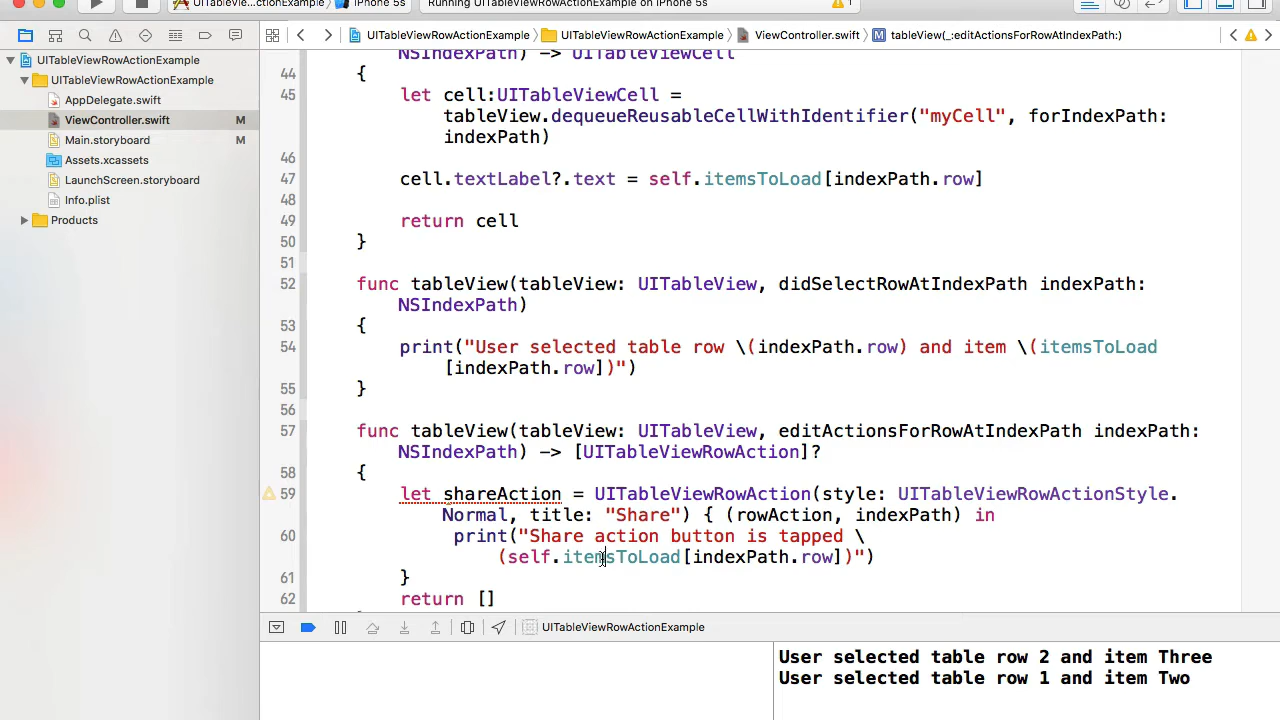 UITableVie...ctionExample
iPhone 5s
Running UITableViewRowActionExample on iPhone 5s
1
UITableViewRowActionExample
UITableViewRowActionExample
ViewController.swift
tableView(_:editActionsForRowAtIndexPath:)
UITableViewRowActionExample
UITableViewRowActionExample
AppDelegate.swift
ViewController.swift M
Main.storyboard M
Assets.xcassets
LaunchScreen.storyboard
Info.plist
Products
NSIndexPath) -> UITableViewCell
44 {
45 let cell:UITableViewCell =
tableView.dequeueReusableCellWithIdentifier("myCell", forIndexPath:
indexPath)
46
47 cell.textLabel?.text = self.itemsToLoad[indexPath.row]
48
49 return cell
50 }
51
52 func tableView(tableView: UITableView, didSelectRowAtIndexPath indexPath:
NSIndexPath)
53 {
54 print("User selected table row \(indexPath.row) and item \(itemsToLoad
[indexPath.row])")
55 }
56
57 func tableView(tableView: UITableView, editActionsForRowAtIndexPath indexPath:
NSIndexPath) -> [UITableViewRowAction]?
58 {
59 let shareAction = UITableViewRowAction(style: UITableViewRowActionStyle.
Normal, title: "Share") { (rowAction, indexPath) in
60 print("Share action button is tapped \
(self.itemsToLoad[indexPath.row])")
61 }
62 return []
UITableViewRowActionExample
User selected table row 2 and item Three
User selected table row 1 and item Two